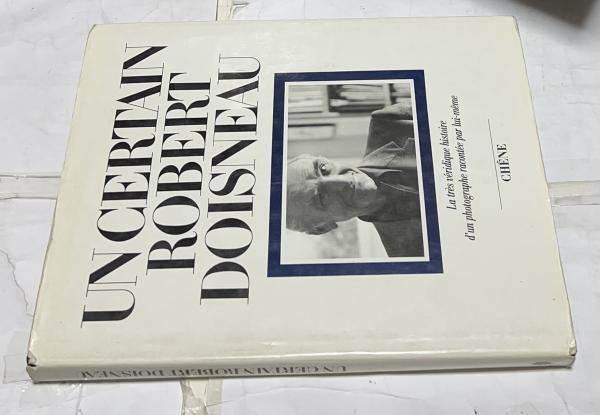 UN CERTAIN
ROBERT
DOISNEAU
La très véridique histoire
d'un photographe racontée par lui-même
CHÊNE
UN CERTAIN ROBERT DOISNEAU